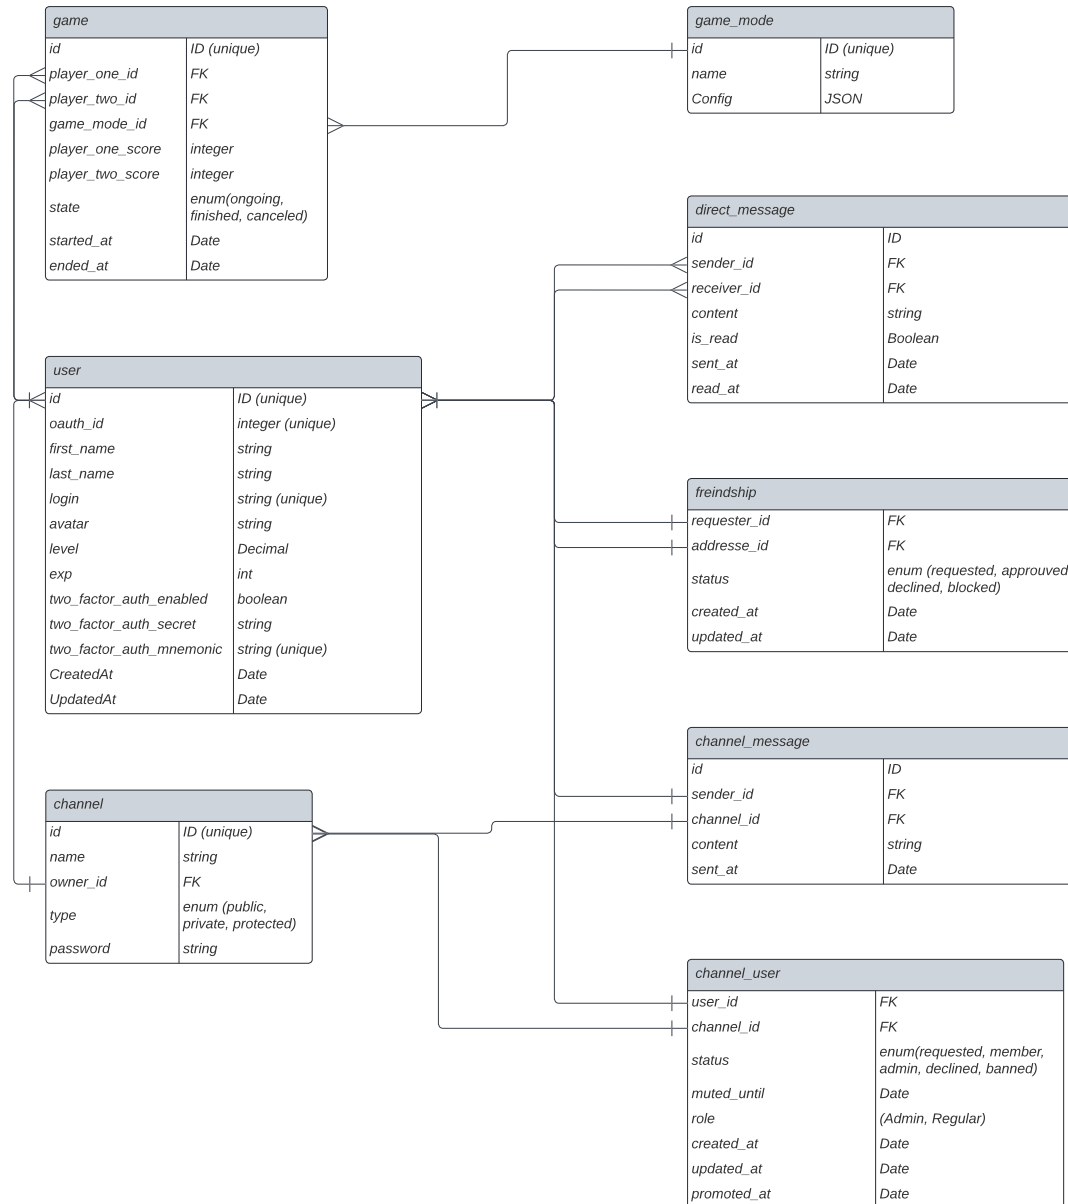 game
id ID (unique)
player_one_id FK
player_two_id FK
game_mode_id FK
player_one_score integer
player_two_score integer
state enum(ongoing,
finished, canceled)
started_at Date
ended_at Date
game_mode
id ID (unique)
name string
Config JSON
direct_message
id ID
sender_id FK
receiver_id FK
content string
is_read Boolean
sent_at Date
read_at Date
user
id ID (unique)
oauth_id integer (unique)
first_name string
last_name string
login string (unique)
avatar string
level Decimal
exp int
two_factor_auth_enabled boolean
two_factor_auth_secret string
two_factor_auth_mnemonic string (unique)
CreatedAt Date
UpdatedAt Date
freindship
requester_id FK
addresse_id FK
status enum (requested, approuved
declined, blocked)
created_at Date
updated_at Date
channel_message
id ID
sender_id FK
channel_id FK
content string
sent_at Date
channel
id ID (unique)
name string
owner_id FK
type enum (public,
private, protected)
password string
channel_user
user_id FK
channel_id FK
status enum(requested, member,
admin, declined, banned)
muted_until Date
role (Admin, Regular)
created_at Date
updated_at Date
promoted_at Date